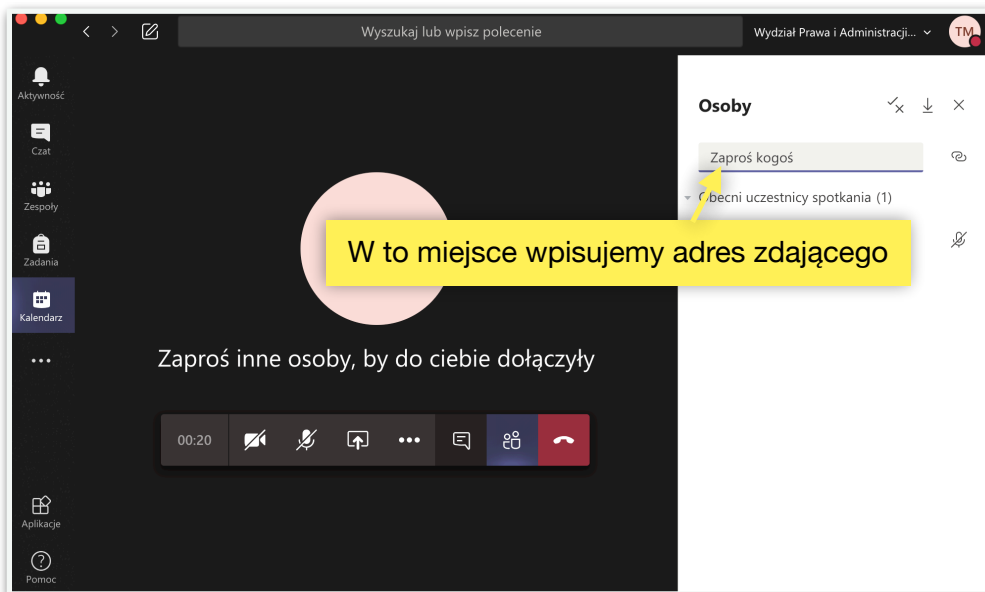 Wyszukaj lub wpisz polecenie
Wydział Prawa i Administracji...
TM
Aktywność
Czat
Zespoły
Zadania
Kalendarz
Aplikacje
Pomoc
Zaproś inne osoby, by do ciebie dołączyły
00:20
Osoby
Zaproś kogoś
Obecni uczestnicy spotkania (1)
W to miejsce wpisujemy adres zdającego